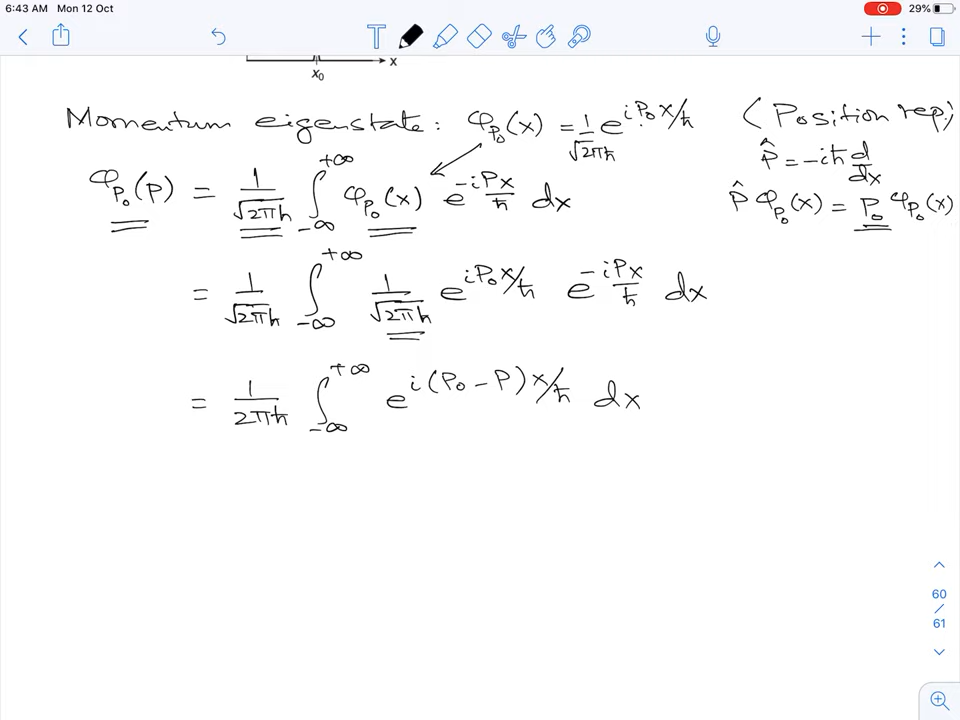 6:43 AM Mon 12 Oct 29%
T
x
x₀
Momentum eigenstate: φ_{P₀}(x) = 1/√2πħ e^{iP₀x/ħ} (Position rep.)
P̂ = -iħ d/dx
φ_{P₀}(P) = 1/√2πħ ∫_{-∞}^{+∞} φ_{P₀}(x) e^{-iPx/ħ} dx
P̂ φ_{P₀}(x) = P₀ φ_{P₀}(x)
= 1/√2πħ ∫_{-∞}^{+∞} 1/√2πħ e^{iP₀x/ħ} e^{-iPx/ħ} dx
= 1/2πħ ∫_{-∞}^{+∞} e^{i(P₀-P)x/ħ} dx
60
/
61